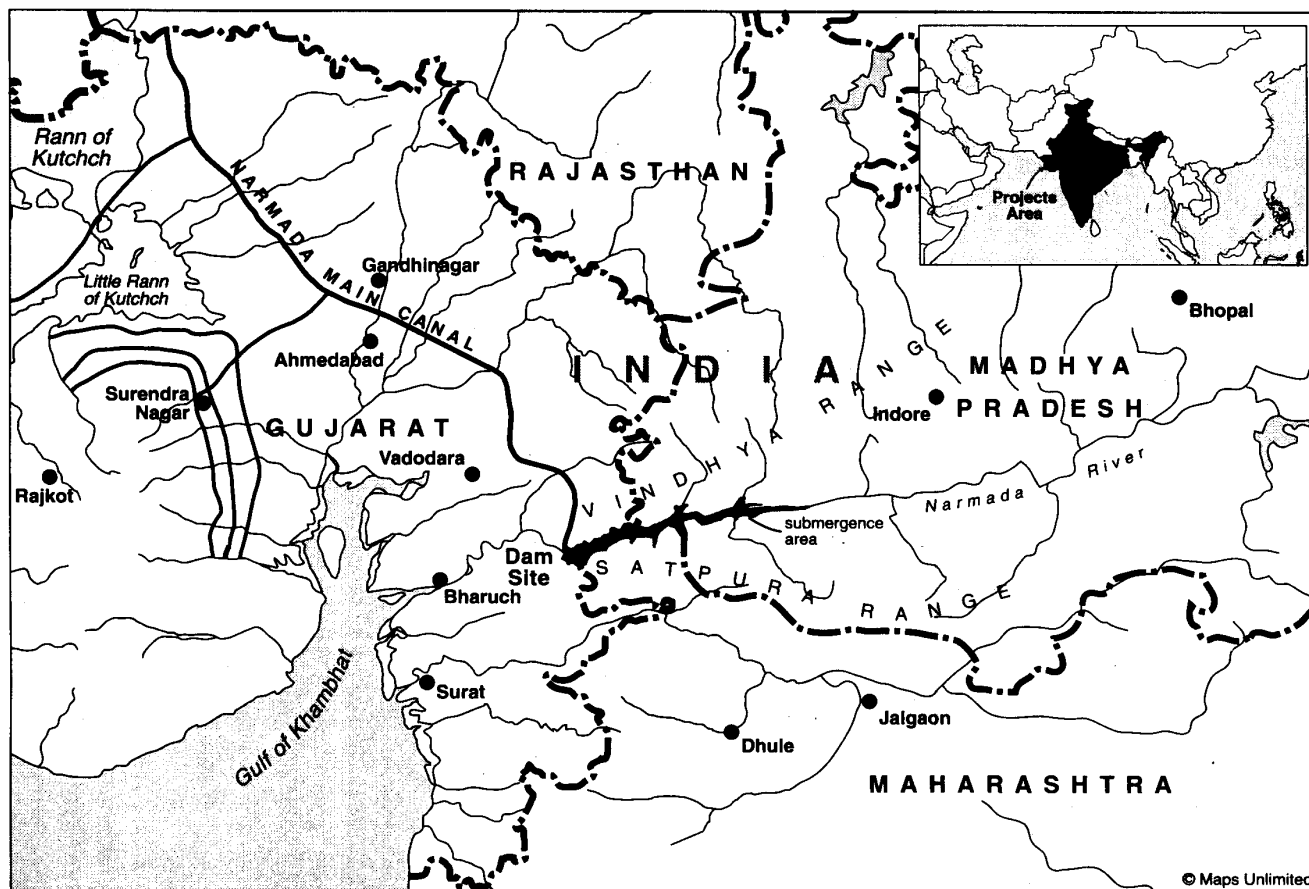 Rann of
Kutchch
NARMADA MAIN CANAL
RAJASTHAN
Projects
Area
Little Rann
of Kutchch
Gandhinagar
Bhopal
Ahmedabad
INDIA
MADHYA
PRADESH
Indore
Surendra
Nagar
GUJARAT
Vadodara
Rajkot
VINDHYA RANGE
Narmada River
submergence
area
Dam
Site
SATPURA RANGE
Bharuch
Gulf of Khambhat
Surat
Jalgaon
Dhule
MAHARASHTRA
© Maps Unlimited